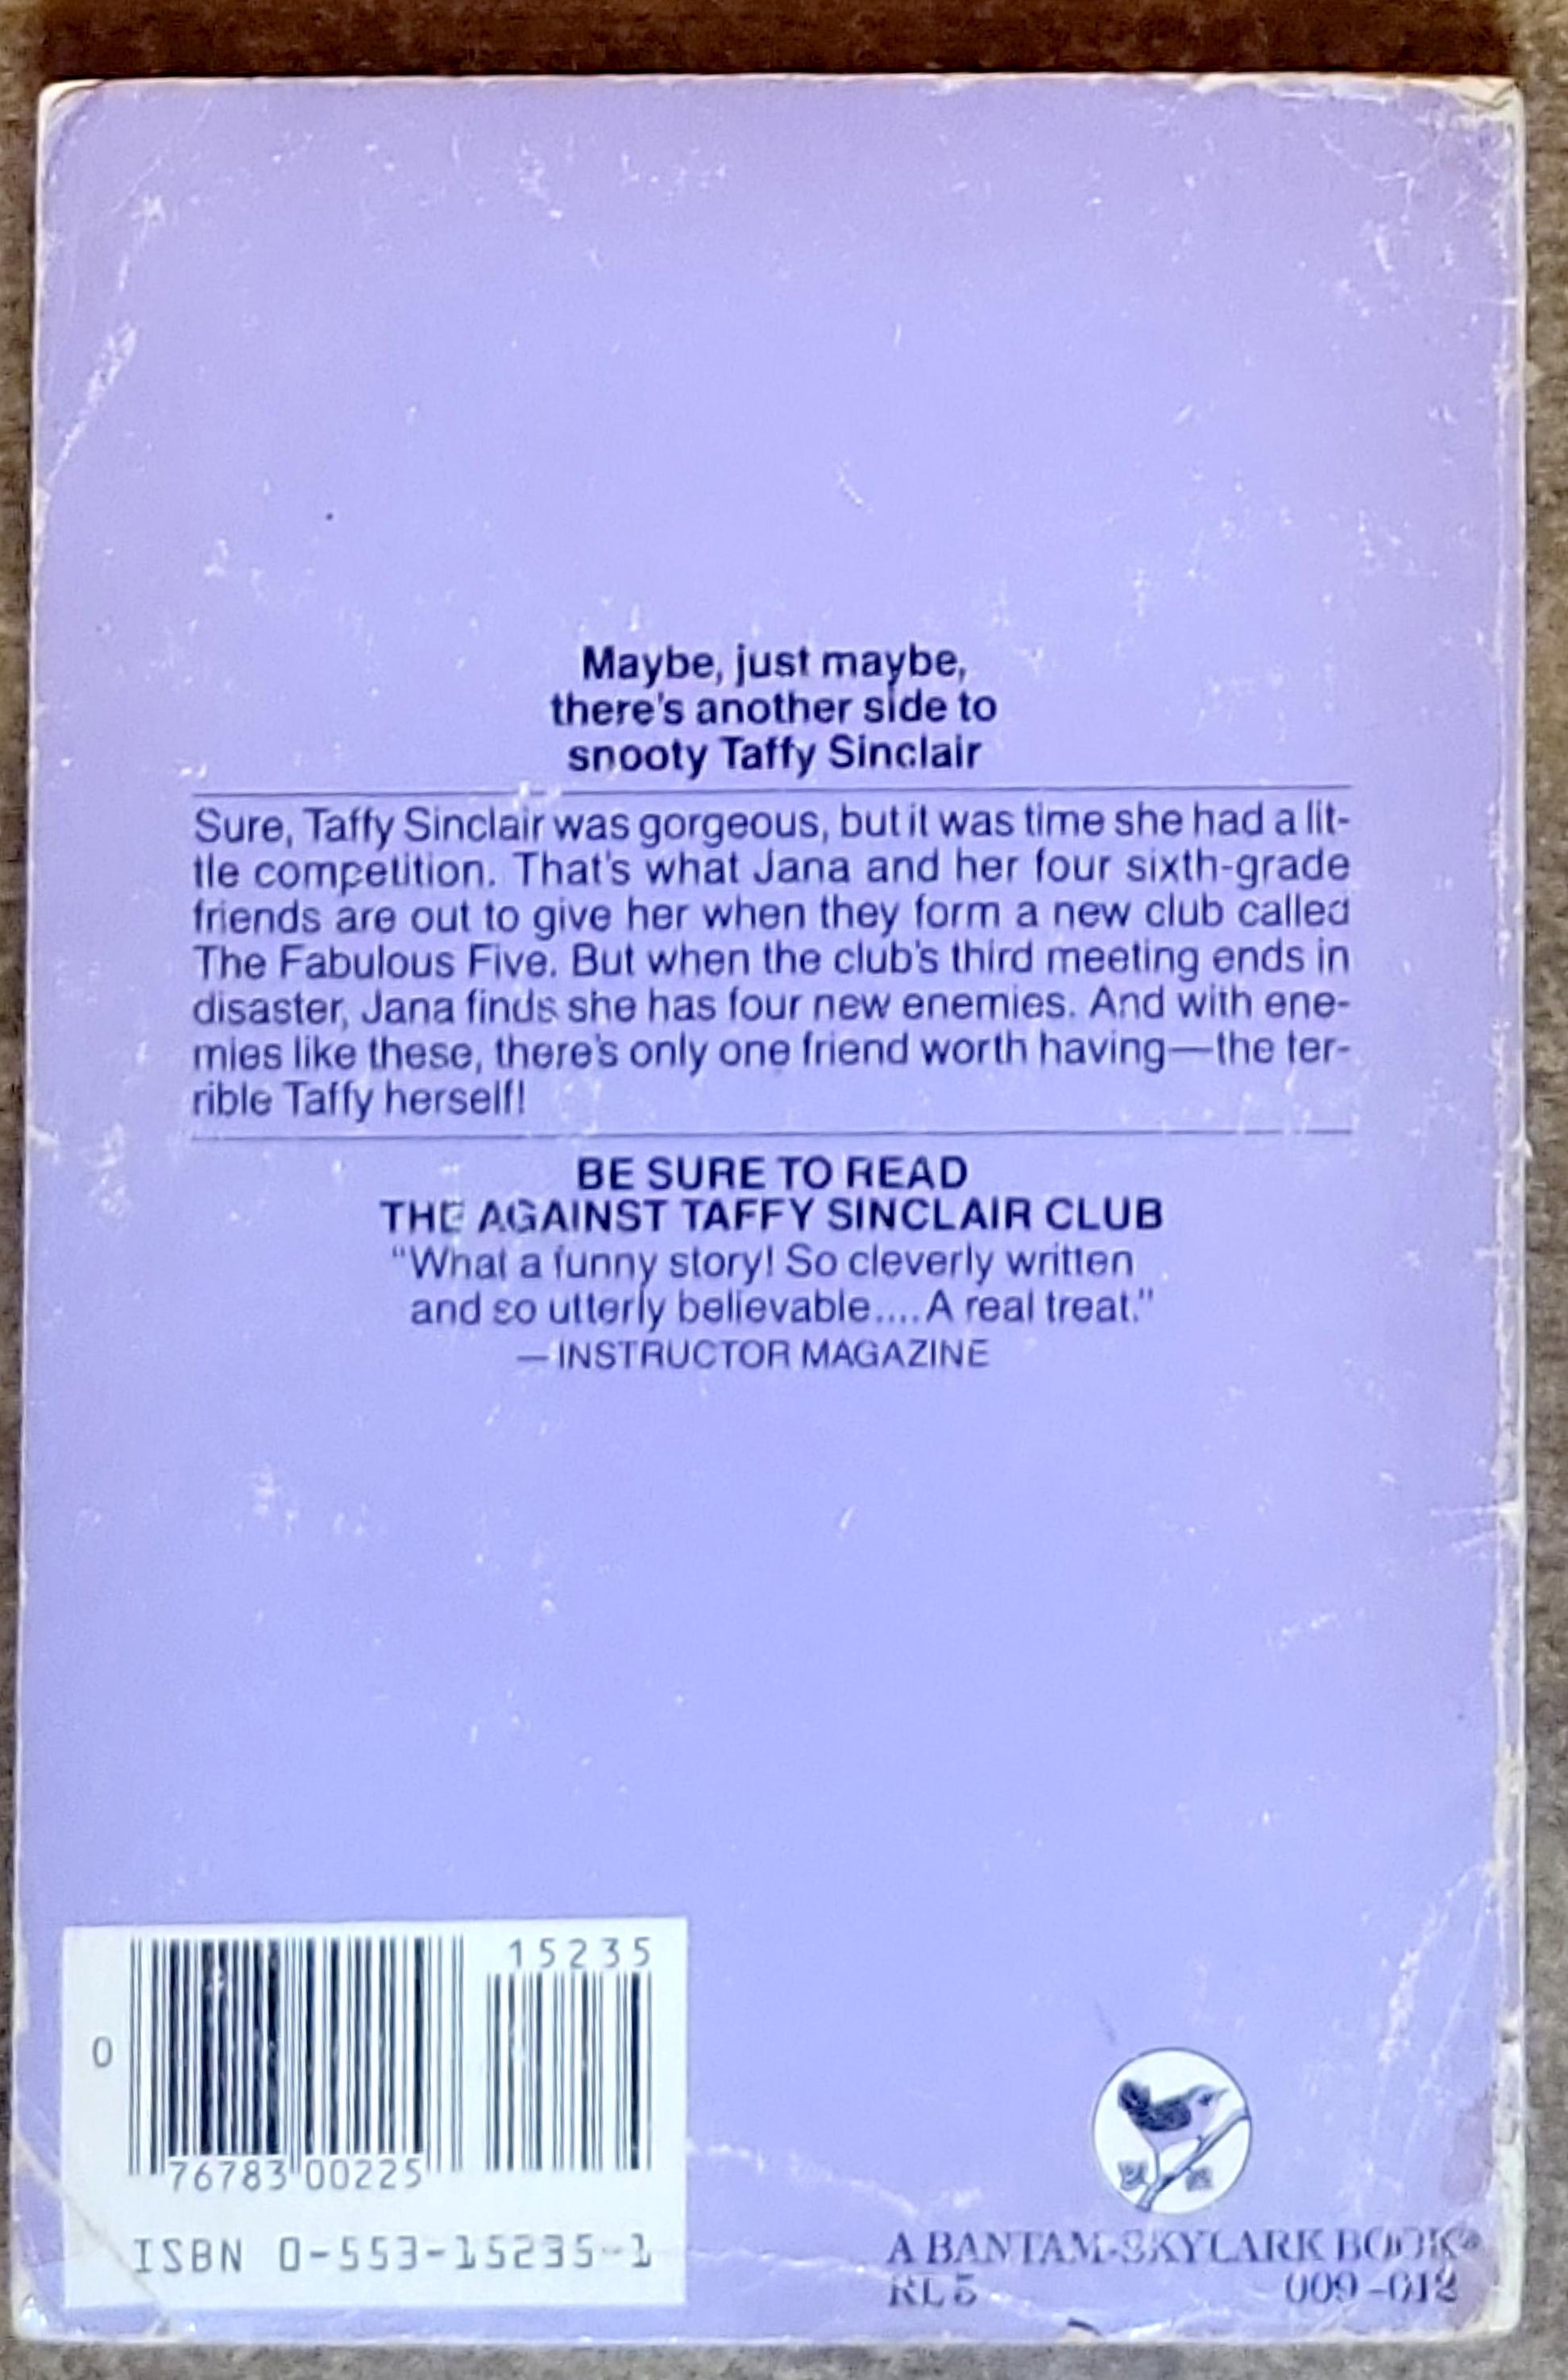 Maybe, just maybe,
there's another side to
snooty Taffy Sinclair
Sure, Taffy Sinclair was gorgeous, but it was time she had a lit-
tle competition. That's what Jana and her four sixth-grade
friends are out to give her when they form a new club called
The Fabulous Five. But when the club's third meeting ends in
disaster, Jana finds she has four new enemies. And with ene-
mies like these, there's only one friend worth having—the ter-
rible Taffy herself!
BE SURE TO READ
THE AGAINST TAFFY SINCLAIR CLUB
"What a funny story! So cleverly written
and so utterly believable....A real treat."
—INSTRUCTOR MAGAZINE
15235
0
76783 00225
ISBN 0-553-15235-1
A BANTAM-SKYLARK BOOK®
RL 5 009-012